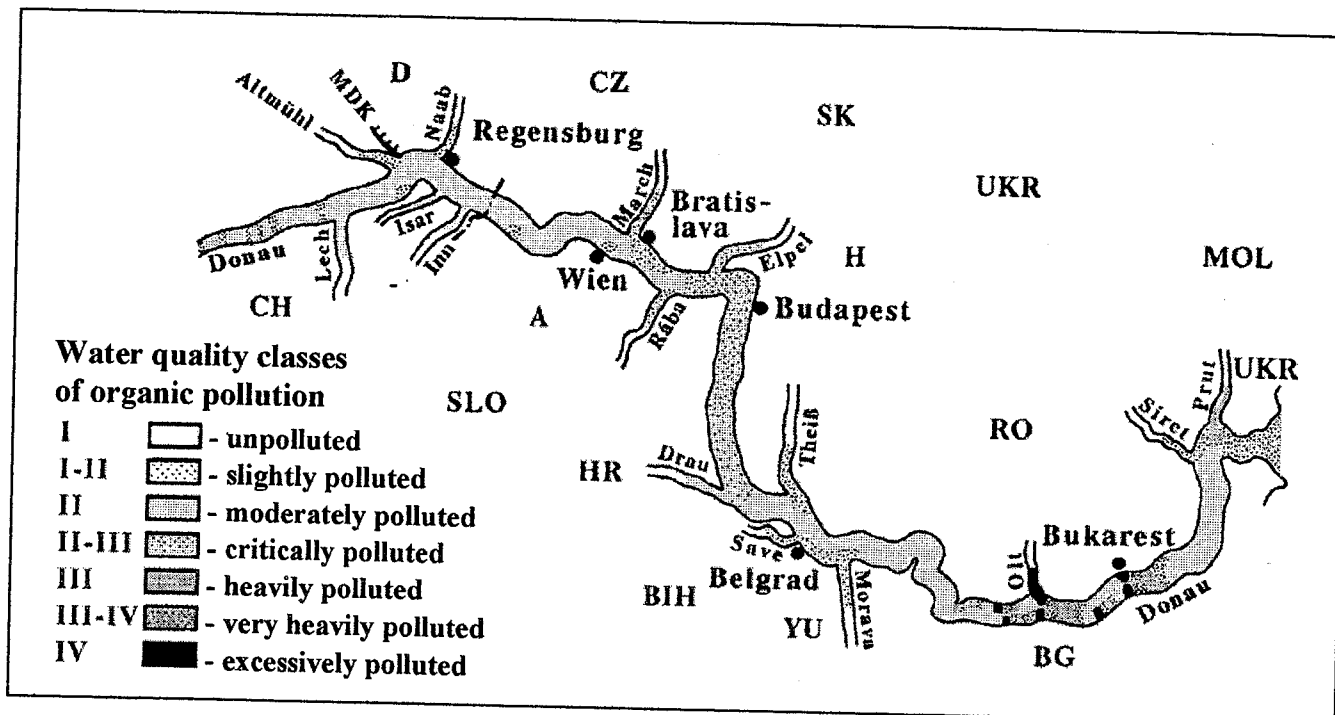 D
CZ
SK
UKR
Altmühl
MDK
Naab
Regensburg
March
Bratis-
lava
Donau
Lech
Isar
Inn
Wien
Eipel
H
MOL
CH
A
Rába
Budapest
Water quality classes
of organic pollution
I - unpolluted
I-II - slightly polluted
II - moderately polluted
II-III - critically polluted
III - heavily polluted
III-IV - very heavily polluted
IV - excessively polluted
SLO
HR
Drau
Theiß
RO
Siret
Prut
UKR
Save
Belgrad
BIH
YU
Morava
Olt
Bukarest
Donau
BG